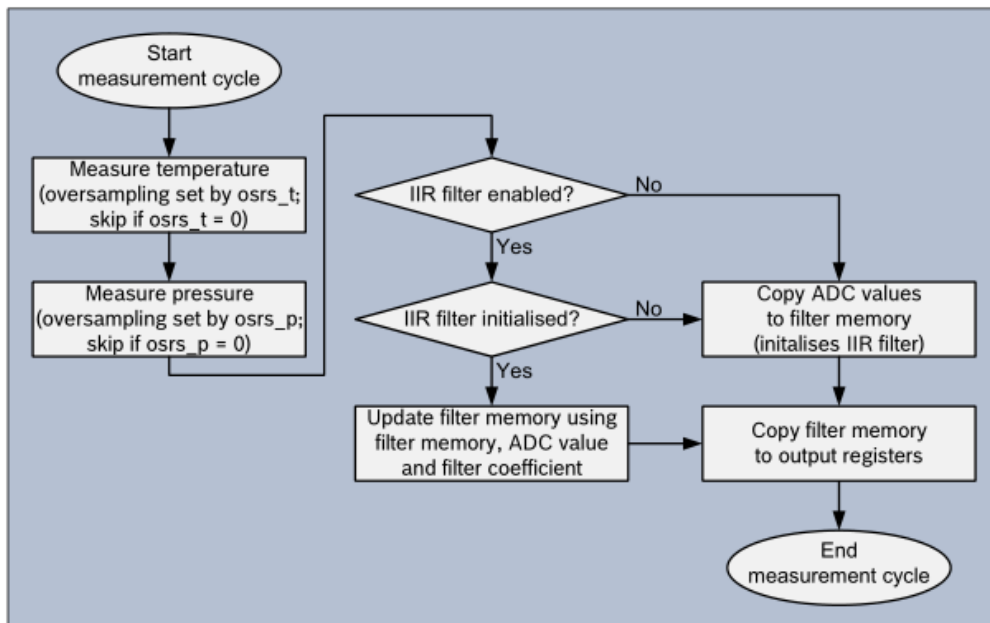 Start
measurement cycle
Measure temperature
(oversampling set by osrs_t;
skip if osrs_t = 0)
Measure pressure
(oversampling set by osrs_p;
skip if osrs_p = 0)
IIR filter enabled?
No
Yes
IIR filter initialised?
No
Yes
Copy ADC values
to filter memory
(initalises IIR filter)
Update filter memory using
filter memory, ADC value
and filter coefficient
Copy filter memory
to output registers
End
measurement cycle